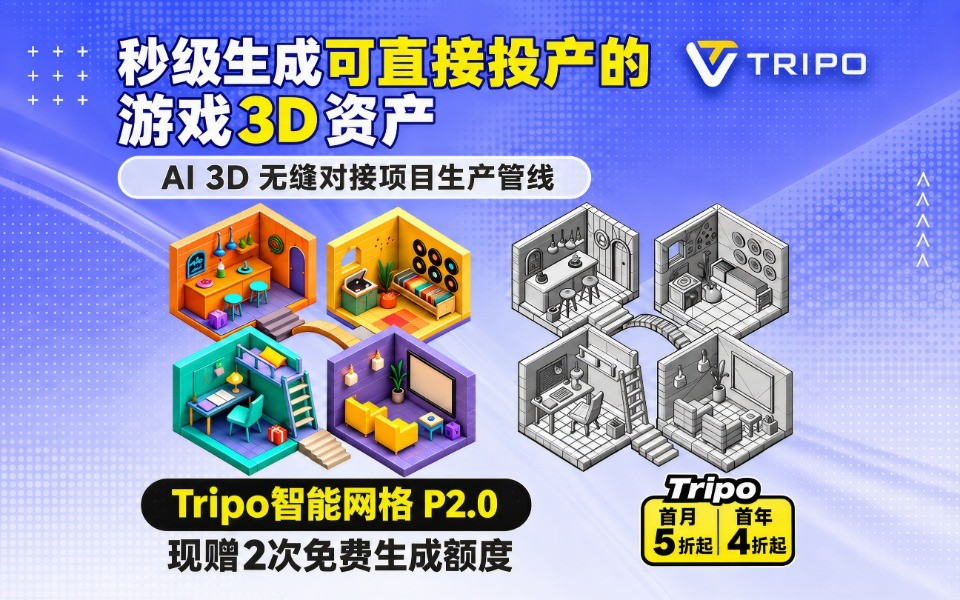 秒级生成可直接投产的
游戏3D资产
TRIPO
AI 3D 无缝对接项目生产管线
Tripo智能网格 P2.0
现赠2次免费生成额度
Tripo
首月 首年
5折起 4折起